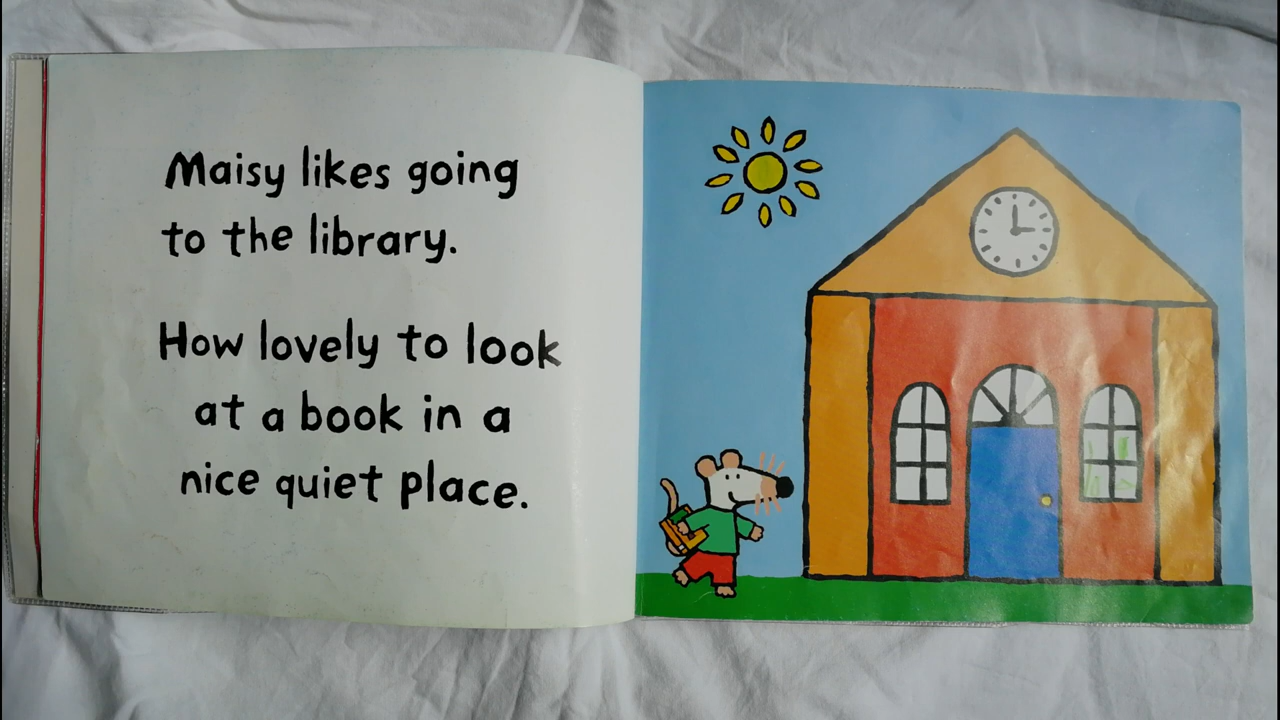 Maisy likes going
to the library.
How lovely to look
at a book in a
nice quiet place.